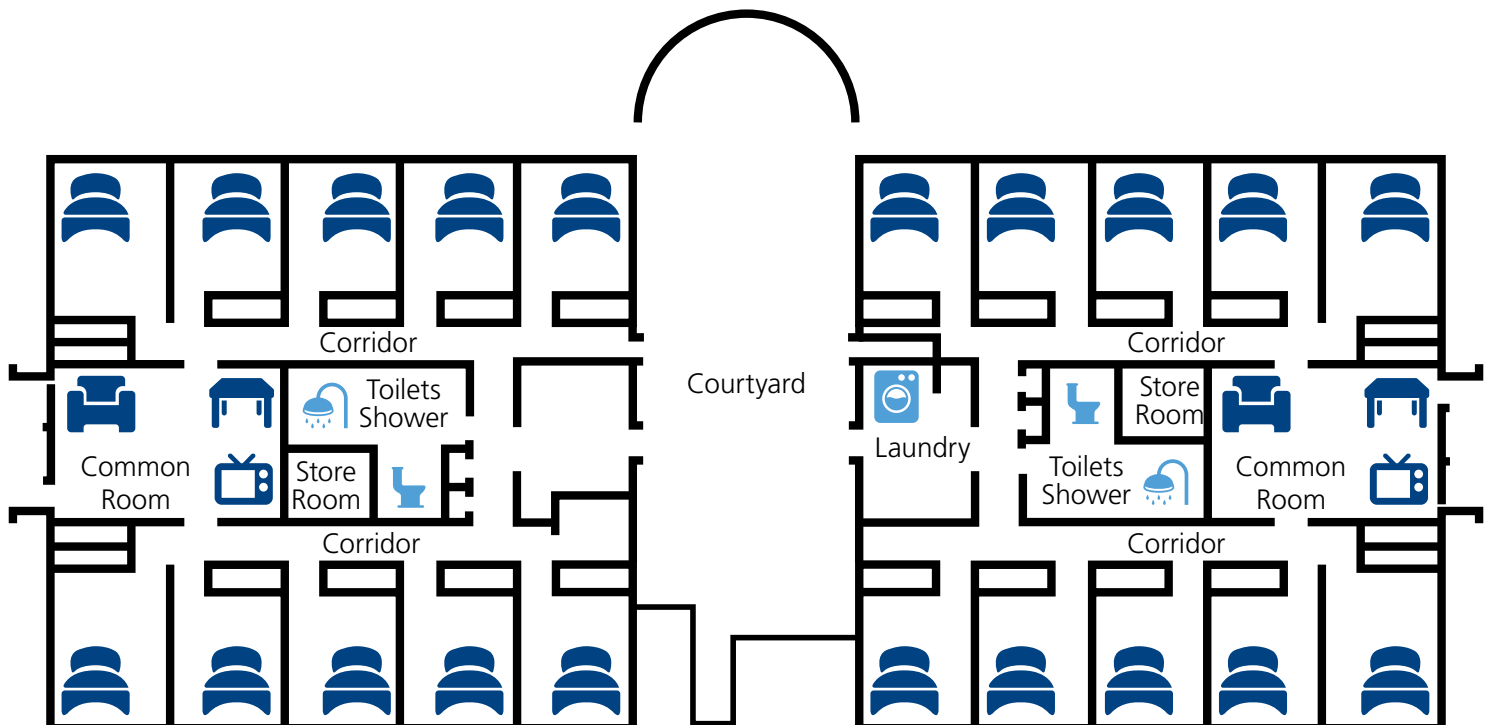 Corridor
Corridor
Toilets
Shower
Courtyard
Store
Room
Laundry
Common
Room
Store
Room
Toilets
Shower
Common
Room
Corridor
Corridor